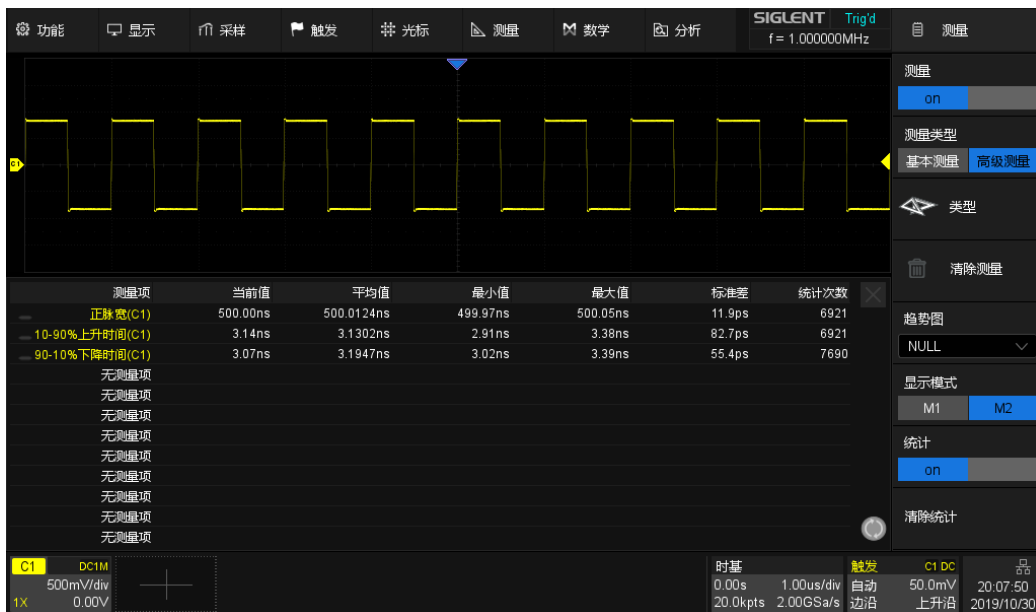 功能 显示 采样 触发 光标 测量 数学 分析 SIGLENT Trig'd
f = 1.000000MHz
测量
测量
on
测量类型
基本测量 高级测量
类型
清除测量
趋势图
NULL
显示模式
M1 M2
统计
on
清除统计
C1
测量项 当前值 平均值 最小值 最大值 标准差 统计次数
正脉宽(C1) 500.00ns 500.0124ns 499.97ns 500.05ns 11.9ps 6921
10-90%上升时间(C1) 3.14ns 3.1302ns 2.91ns 3.38ns 82.7ps 6921
90-10%下降时间(C1) 3.07ns 3.1947ns 3.02ns 3.39ns 55.4ps 7690
无测量项
无测量项
无测量项
无测量项
无测量项
无测量项
无测量项
无测量项
无测量项
C1 DC1M
500mV/div
1X 0.00V
时基
0.00s 1.00us/div
20.0kpts 2.00GSa/s
触发 C1 DC
自动 50.0mV
边沿 上升沿
20:07:50
2019/10/30